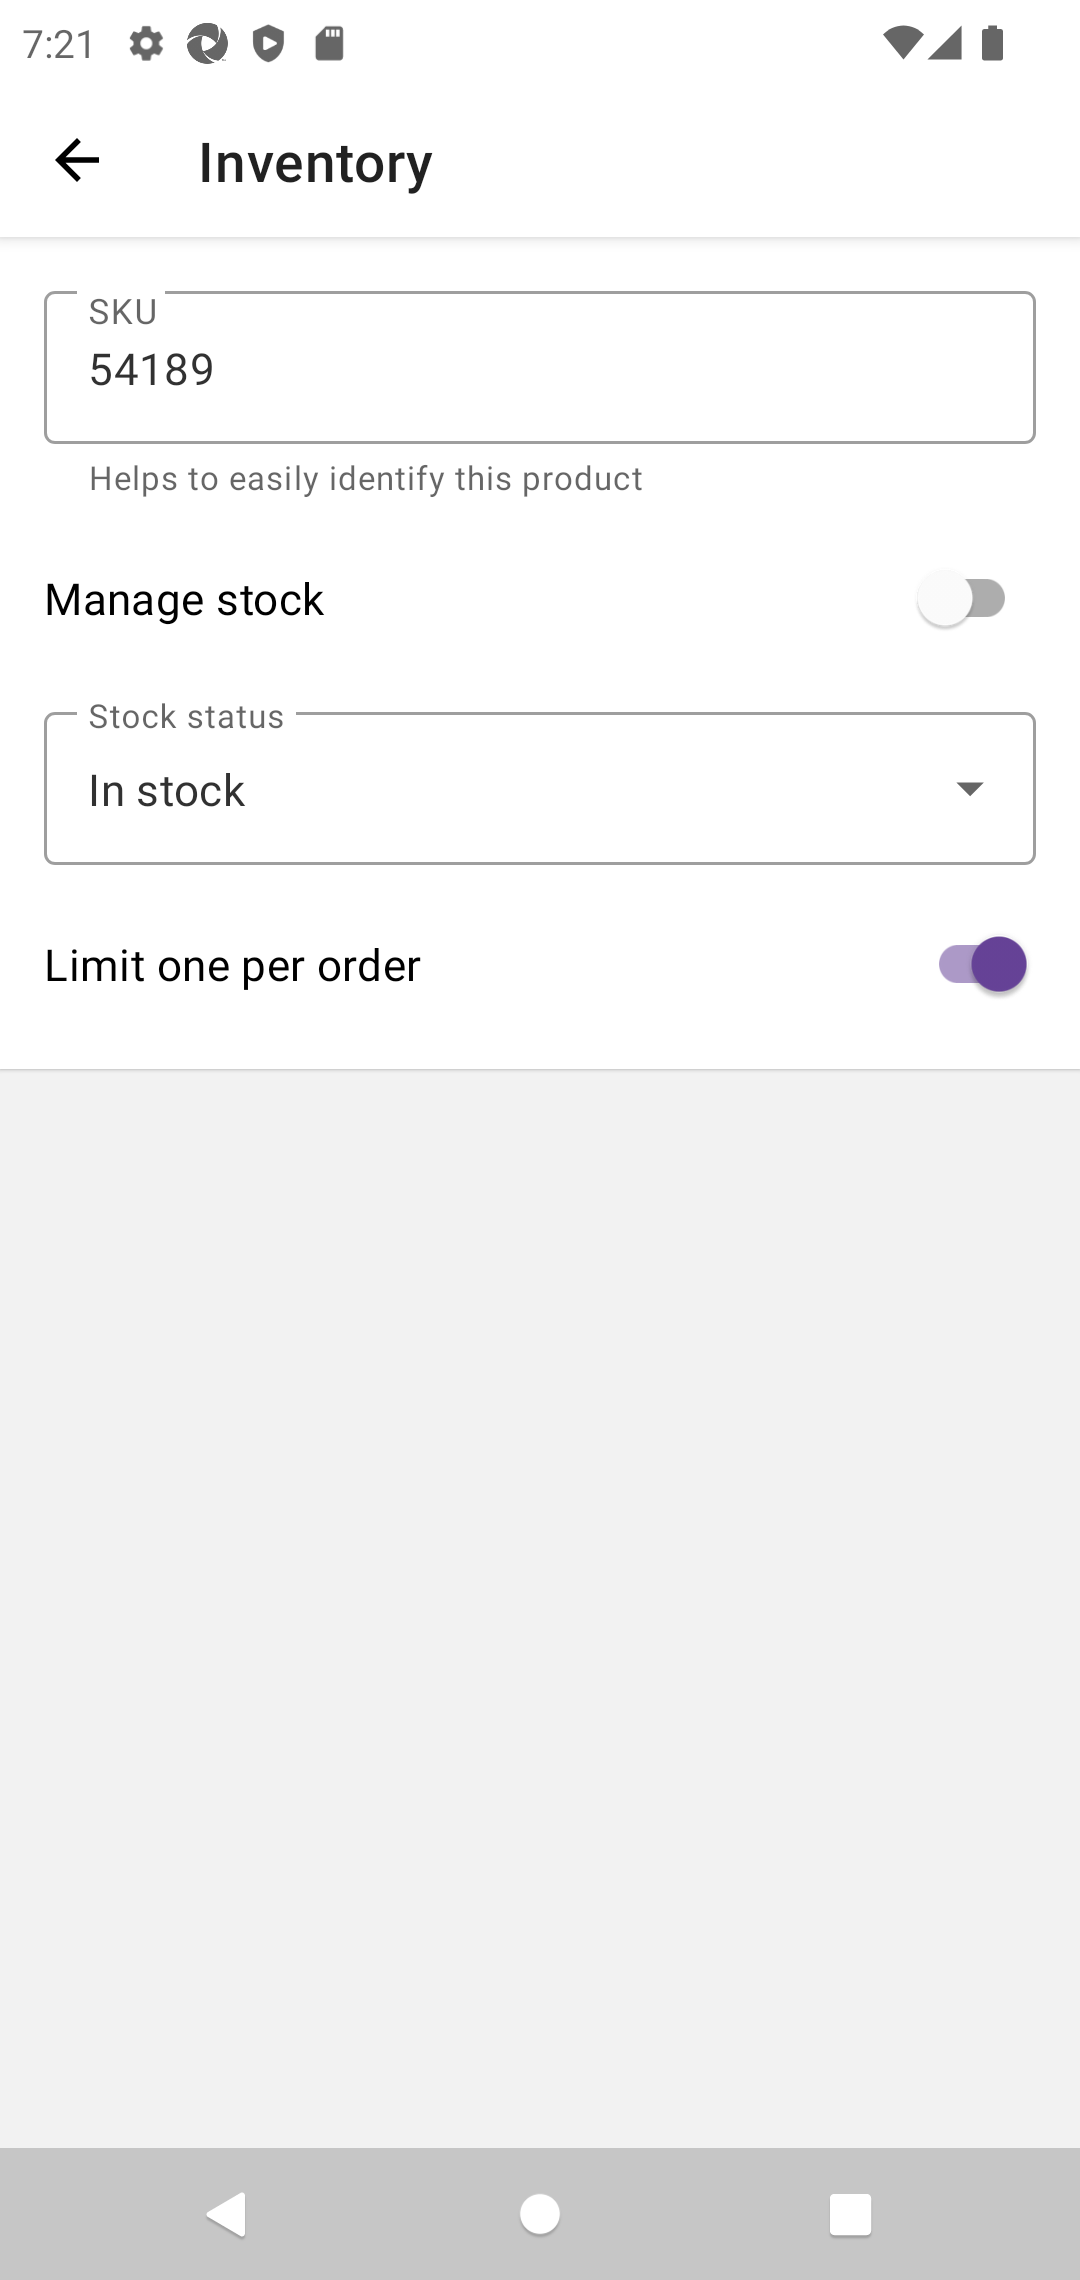 7:21
Inventory
SKU
54189
Helps to easily identify this product
Manage stock
Stock status
In stock
Limit one per order